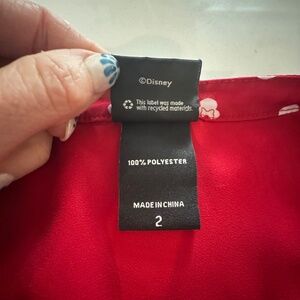 ©Disney
This label was made
with recycled materials.
100% POLYESTER
MADE IN CHINA
2